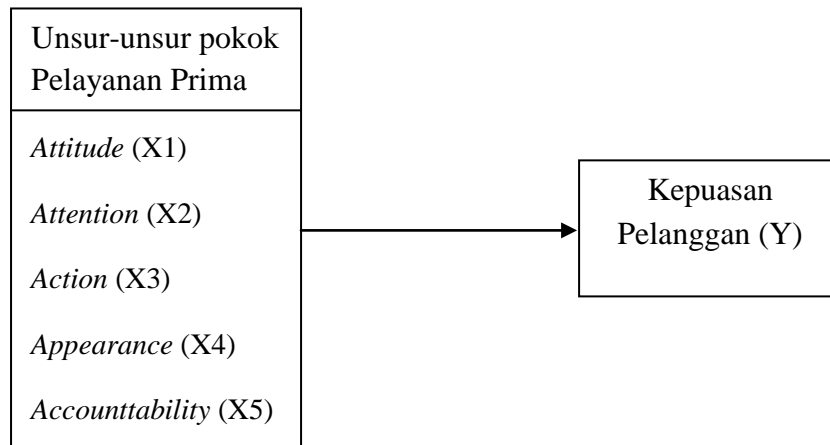 Unsur-unsur pokok
Pelayanan Prima
Attitude (X1)
Attention (X2)
Action (X3)
Appearance (X4)
Accounttability (X5)
Kepuasan
Pelanggan (Y)